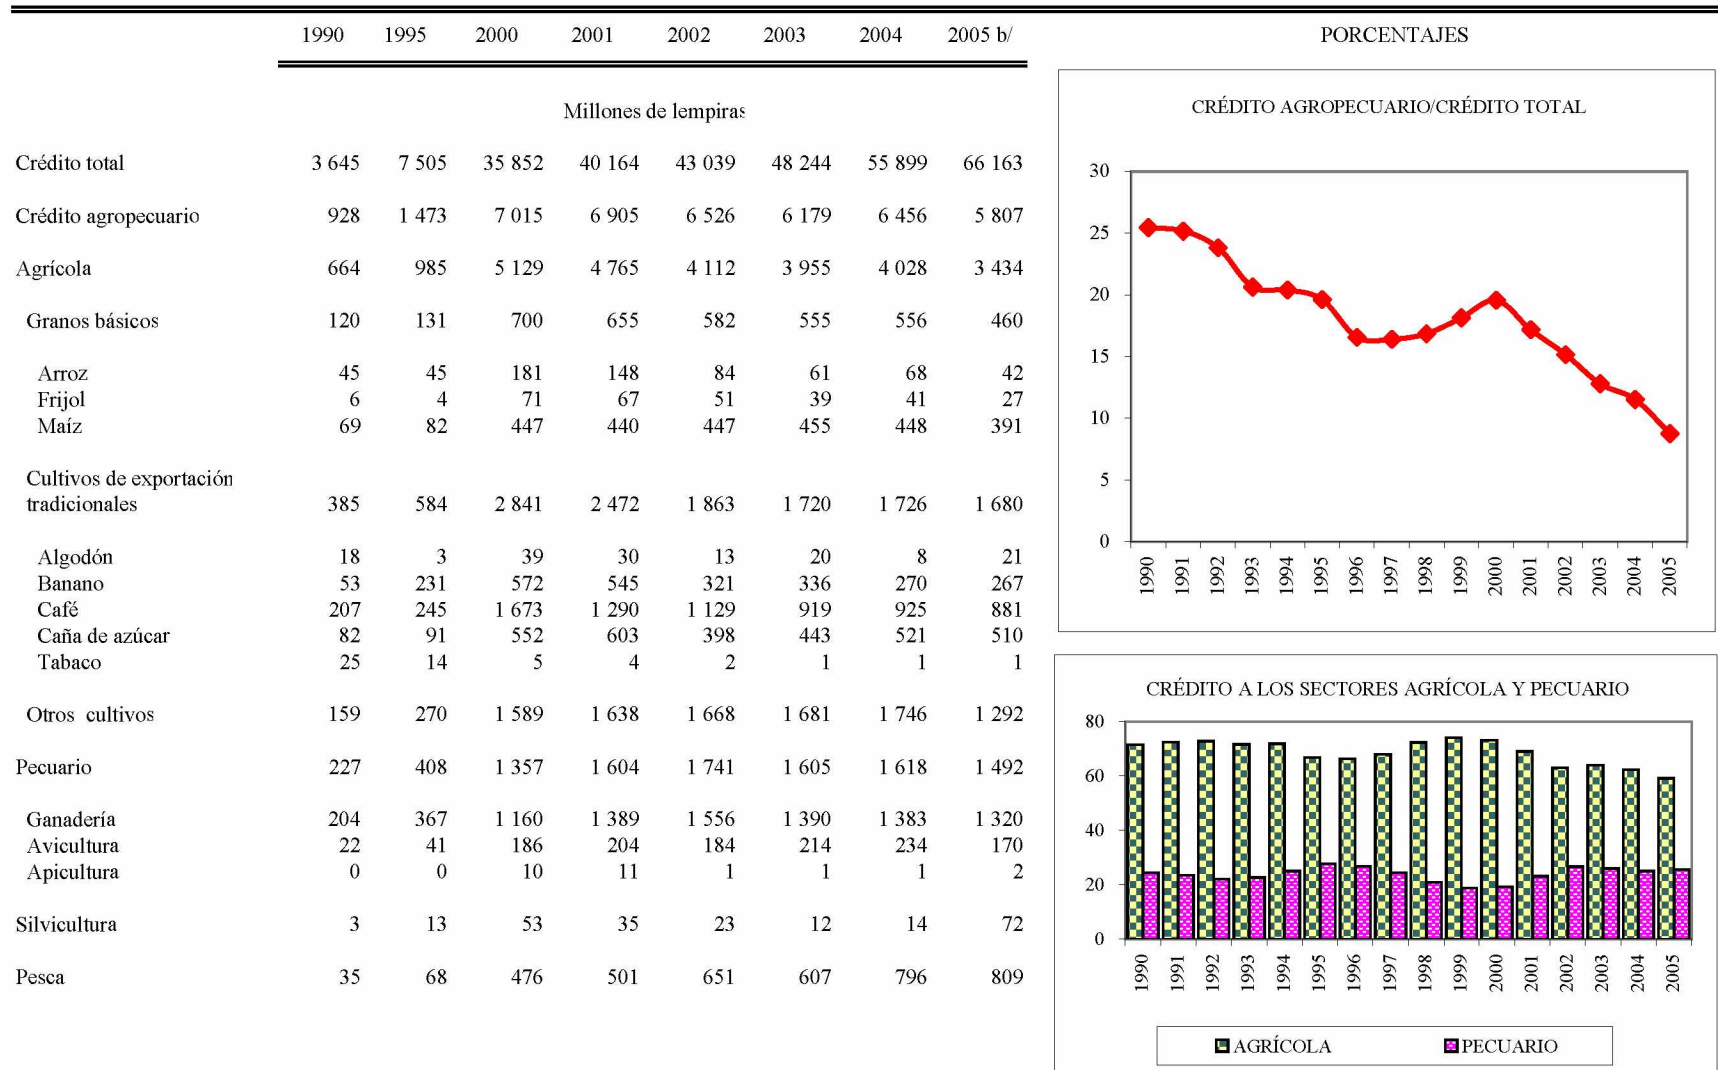 1990 1995 2000 2001 2002 2003 2004 2005 b/
Millones de lempiras
Crédito total 3 645 7 505 35 852 40 164 43 039 48 244 55 899 66 163
Crédito agropecuario 928 1 473 7 015 6 905 6 526 6 179 6 456 5 807
Agrícola 664 985 5 129 4 765 4 112 3 955 4 028 3 434
Granos básicos 120 131 700 655 582 555 556 460
Arroz 45 45 181 148 84 61 68 42
Frijol 6 4 71 67 51 39 41 27
Maíz 69 82 447 440 447 455 448 391
Cultivos de exportación
tradicionales 385 584 2 841 2 472 1 863 1 720 1 726 1 680
Algodón 18 3 39 30 13 20 8 21
Banano 53 231 572 545 321 336 270 267
Café 207 245 1 673 1 290 1 129 919 925 881
Caña de azúcar 82 91 552 603 398 443 521 510
Tabaco 25 14 5 4 2 1 1 1
Otros cultivos 159 270 1 589 1 638 1 668 1 681 1 746 1 292
Pecuario 227 408 1 357 1 604 1 741 1 605 1 618 1 492
Ganadería 204 367 1 160 1 389 1 556 1 390 1 383 1 320
Avicultura 22 41 186 204 184 214 234 170
Apicultura 0 0 10 11 1 1 1 2
Silvicultura 3 13 53 35 23 12 14 72
Pesca 35 68 476 501 651 607 796 809
PORCENTAJES
CRÉDITO AGROPECUARIO/CRÉDITO TOTAL
30
25
20
15
10
5
0
1990 1991 1992 1993 1994 1995 1996 1997 1998 1999 2000 2001 2002 2003 2004 2005
CRÉDITO A LOS SECTORES AGRÍCOLA Y PECUARIO
80
60
40
20
0
1990 1991 1992 1993 1994 1995 1996 1997 1998 1999 2000 2001 2002 2003 2004 2005
AGRÍCOLA PECUARIO